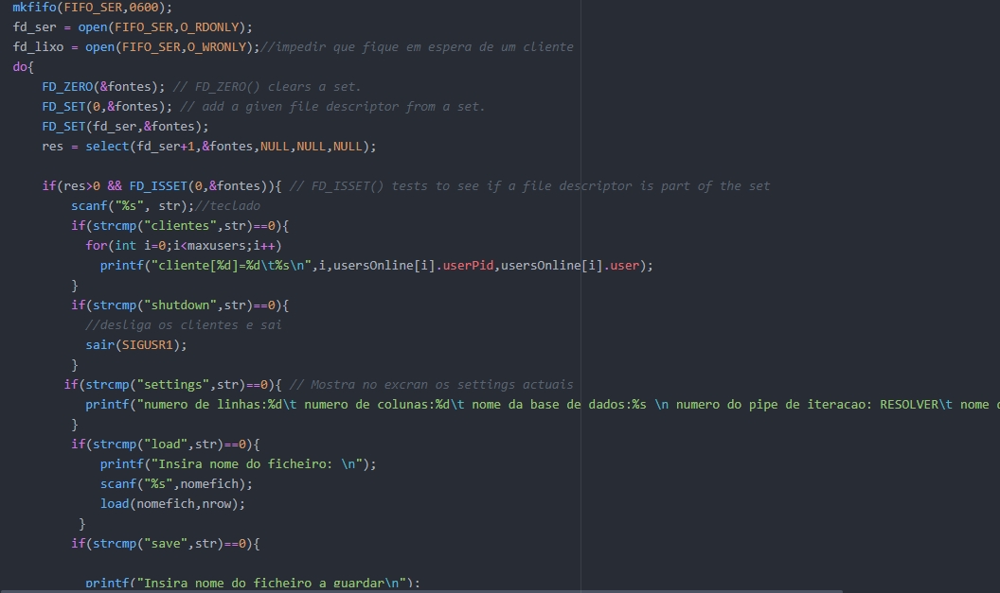 mkfifo(FIFO_SER,0600);
fd_ser = open(FIFO_SER,O_RDONLY);
fd_lixo = open(FIFO_SER,O_WRONLY);//impedir que fique em espera de um cliente
do{
    FD_ZERO(&fontes); // FD_ZERO() clears a set.
    FD_SET(0,&fontes); // add a given file descriptor from a set.
    FD_SET(fd_ser,&fontes);
    res = select(fd_ser+1,&fontes,NULL,NULL,NULL);

    if(res>0 && FD_ISSET(0,&fontes)){ // FD_ISSET() tests to see if a file descriptor is part of the set
        scanf("%s", str);//teclado
        if(strcmp("clientes",str)==0){
          for(int i=0;i<maxusers;i++)
            printf("cliente[%d]=%d\t%s\n",i,usersOnline[i].userPid,usersOnline[i].user);
        }
        if(strcmp("shutdown",str)==0){
          //desliga os clientes e sai
          sair(SIGUSR1);
        }
       if(strcmp("settings",str)==0){ // Mostra no excran os settings actuais
          printf("numero de linhas:%d\t numero de colunas:%d\t nome da base de dados:%s \n numero do pipe de iteracao: RESOLVER\t nome
        }
        if(strcmp("load",str)==0){
            printf("Insira nome do ficheiro: \n");
            scanf("%s",nomefich);
            load(nomefich,nrow);
         }
        if(strcmp("save",str)==0){

          printf("Insira nome do ficheiro a guardar\n");